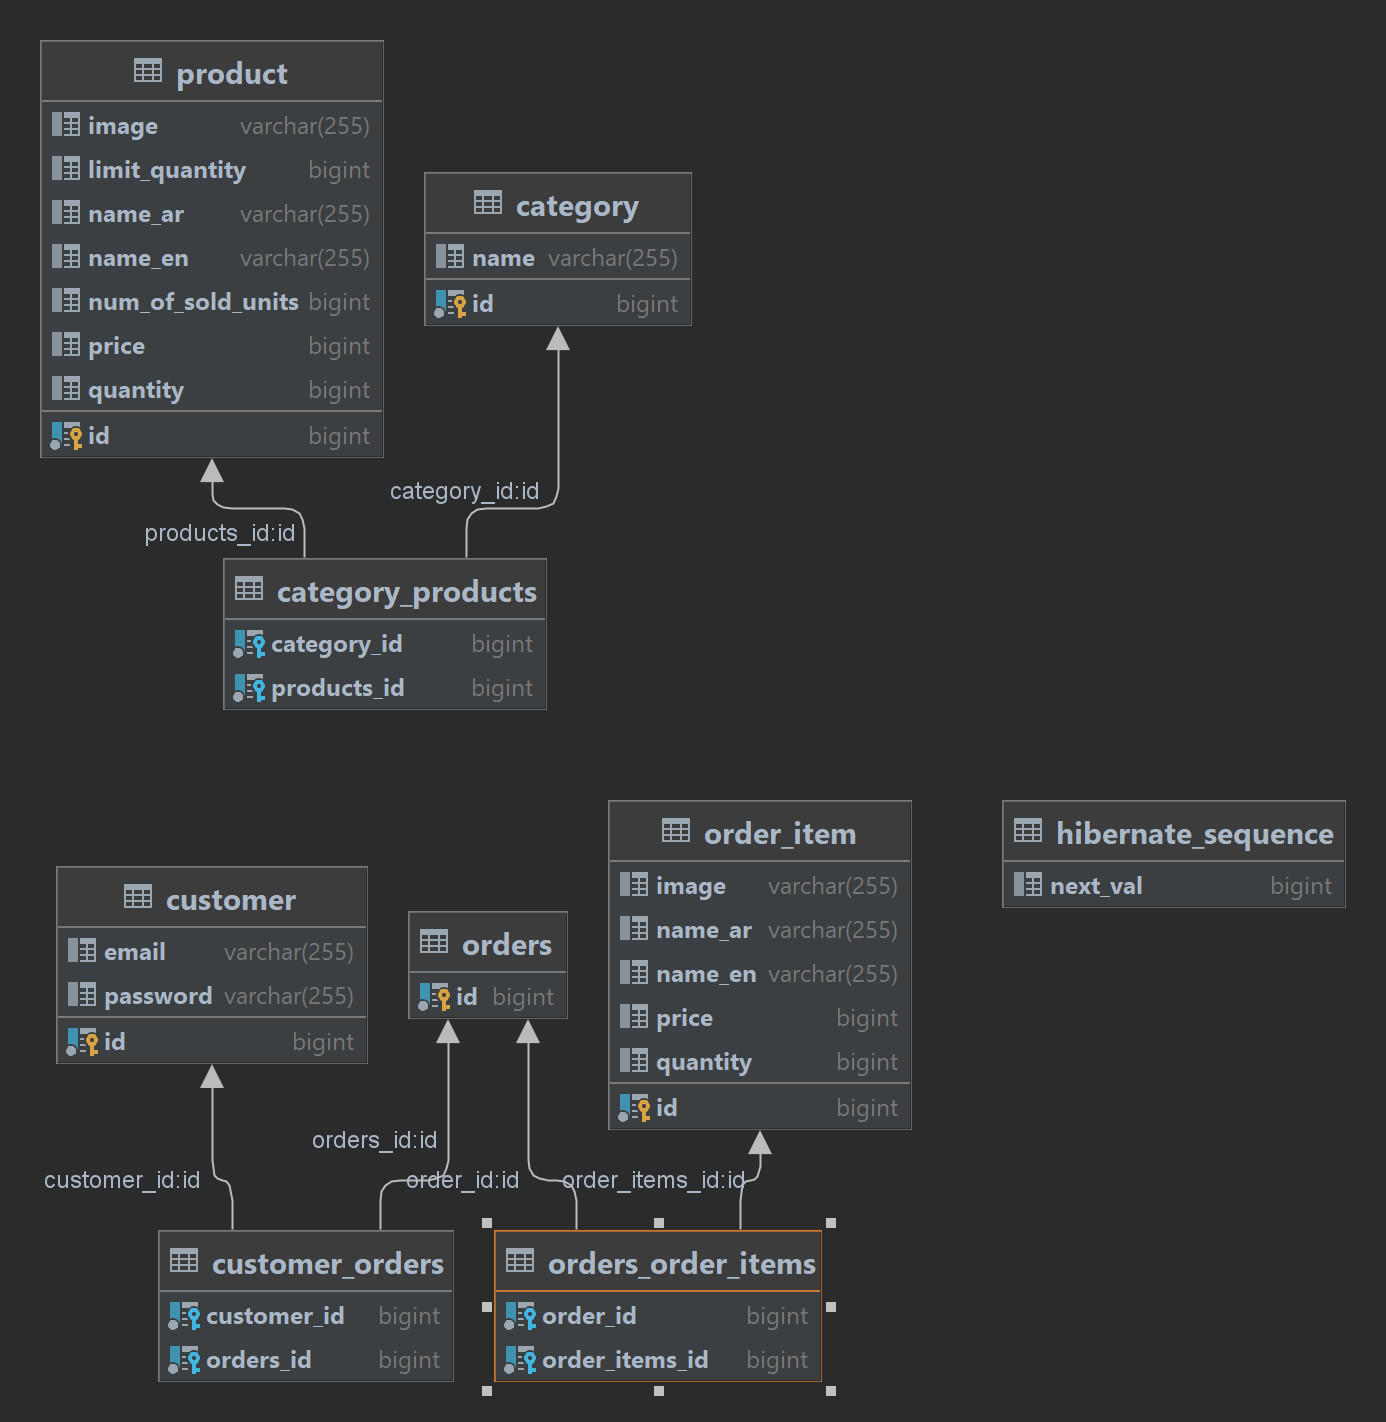 product
image varchar(255)
limit_quantity bigint
name_ar varchar(255)
name_en varchar(255)
num_of_sold_units bigint
price bigint
quantity bigint
id bigint
category
name varchar(255)
id bigint
category_id:id
products_id:id
category_products
category_id bigint
products_id bigint
order_item
image varchar(255)
name_ar varchar(255)
name_en varchar(255)
price bigint
quantity bigint
id bigint
hibernate_sequence
next_val bigint
customer
email varchar(255)
password varchar(255)
id bigint
orders
id bigint
orders_id:id
customer_id:id
order_id:id
order_items_id:id
customer_orders
customer_id bigint
orders_id bigint
orders_order_items
order_id bigint
order_items_id bigint